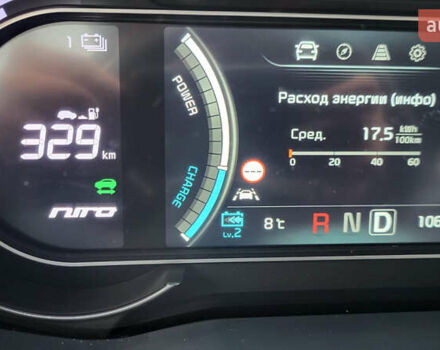 1
329 km
niro
POWER
CHARGE
Lv.2
Расход энергии (инфо)
Сред. 17.5 kWh/100km
0 20 40 60
8°C R N D 106